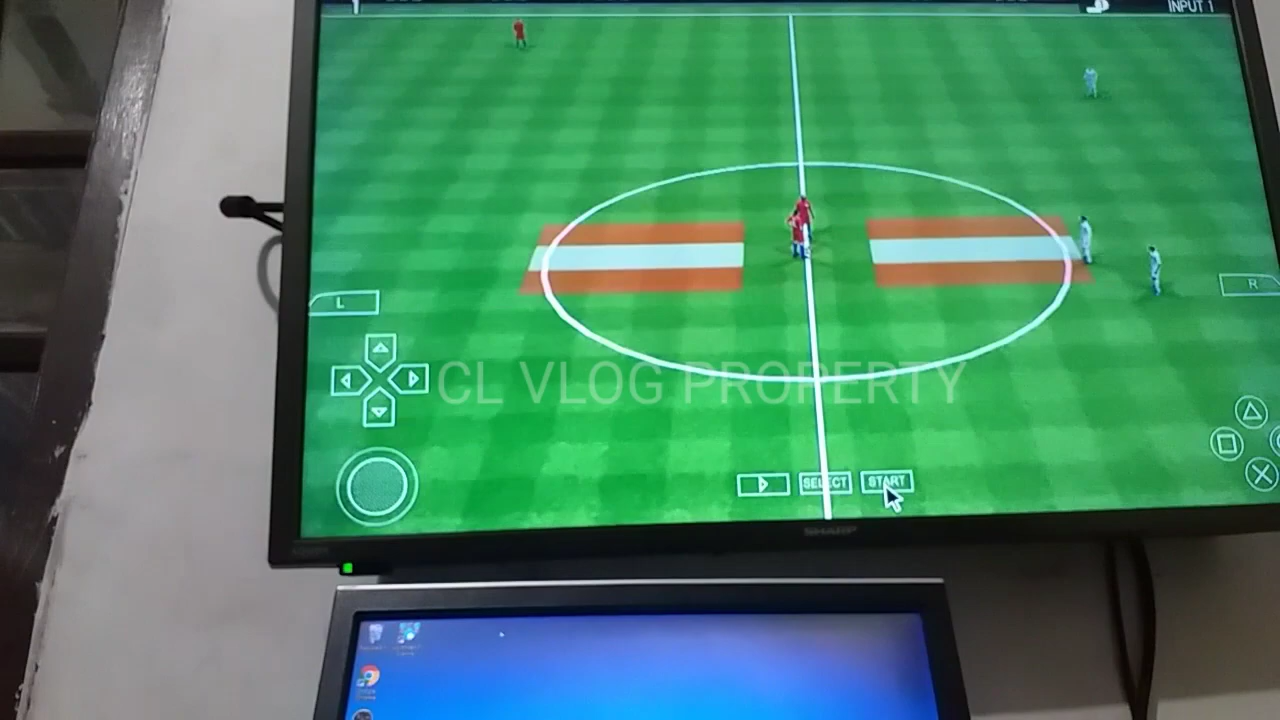 INPUT 1
L
R
CL VLOG PROPERTY
SELECT
START
SHARP